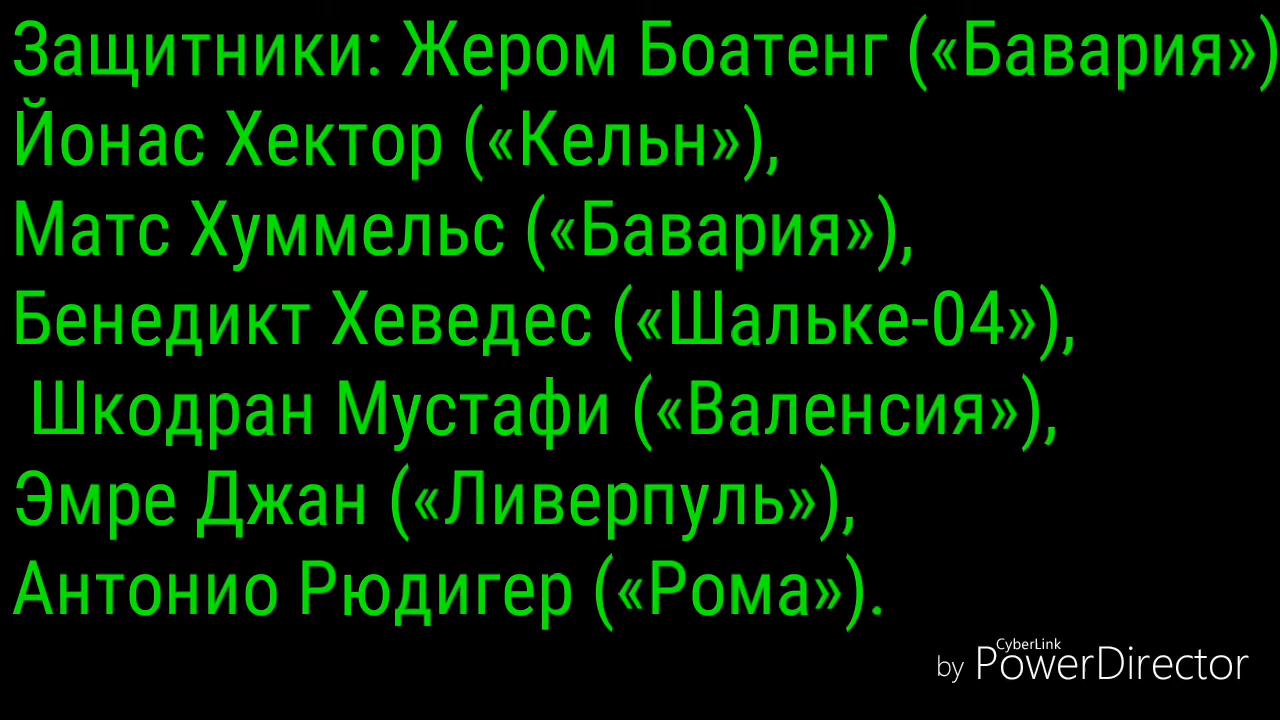 Защитники: Жером Боатенг («Бавария»)
Йонас Хектор («Кельн»),
Матс Хуммельс («Бавария»),
Бенедикт Хеведес («Шальке-04»),
Шкодран Мустафи («Валенсия»),
Эмре Джан («Ливерпуль»),
Антонио Рюдигер («Рома»).
CyberLink
by PowerDirector